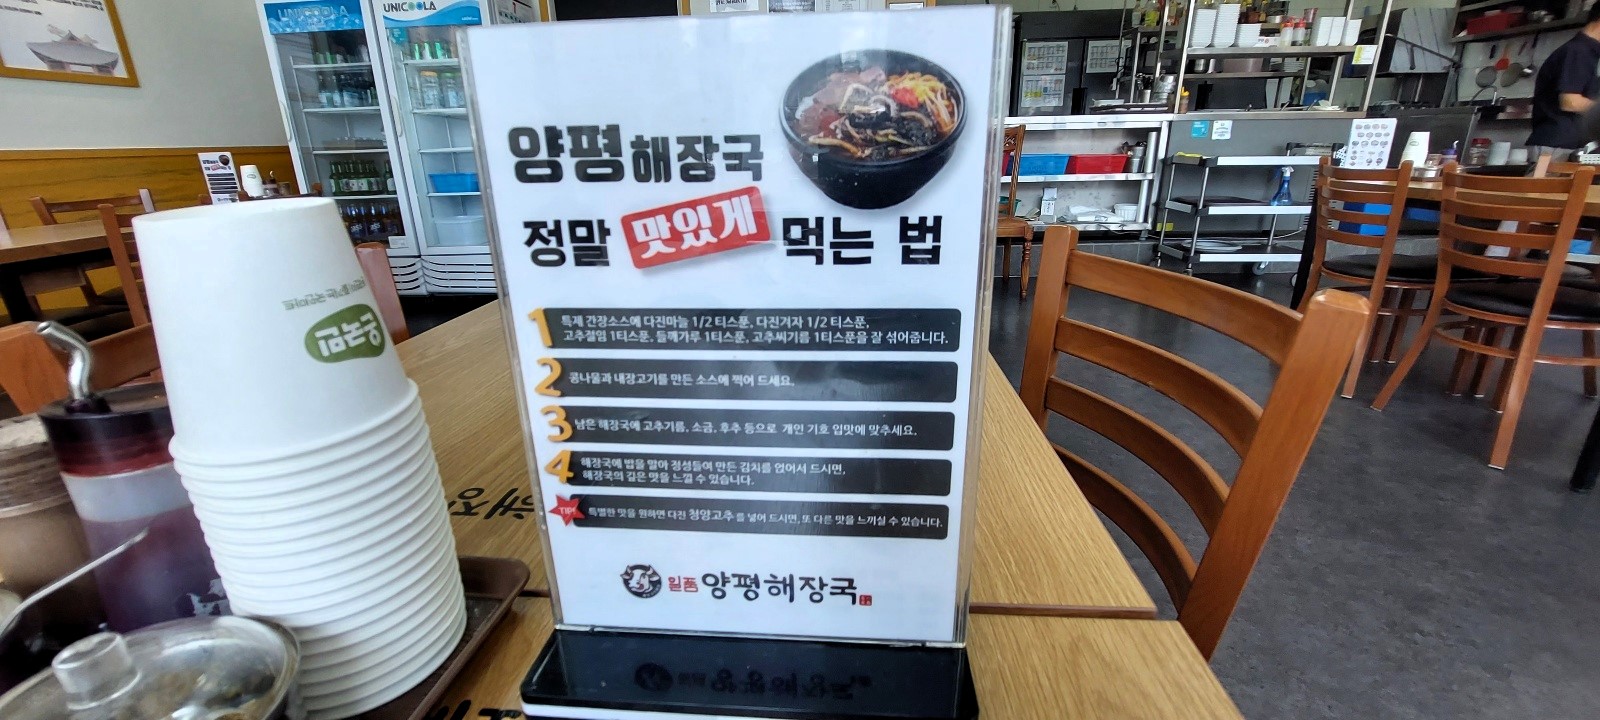 UNICOOLA
UNICOOLA
양평해장국
정말 맛있게 먹는 법
1 특제 간장소스에 다진마늘 1/2 티스푼, 다진겨자 1/2 티스푼,
고추절임 1티스푼, 들깨가루 1티스푼, 고추씨기름 1티스푼을 잘 섞어줍니다.
2 콩나물과 내장고기를 만든 소스에 찍어 드세요.
3 남은 해장국에 고추기름, 소금, 후추 등으로 개인 기호 입맛에 맞추세요.
4 해장국에 밥을 말아 정성들여 만든 김치를 얹어서 드시면,
해장국의 깊은 맛을 느낄 수 있습니다.
TIP! 특별한 맛을 원하면 다진 청양고추를 넣어 드시면, 또 다른 맛을 느끼실 수 있습니다.
일품 양평해장국